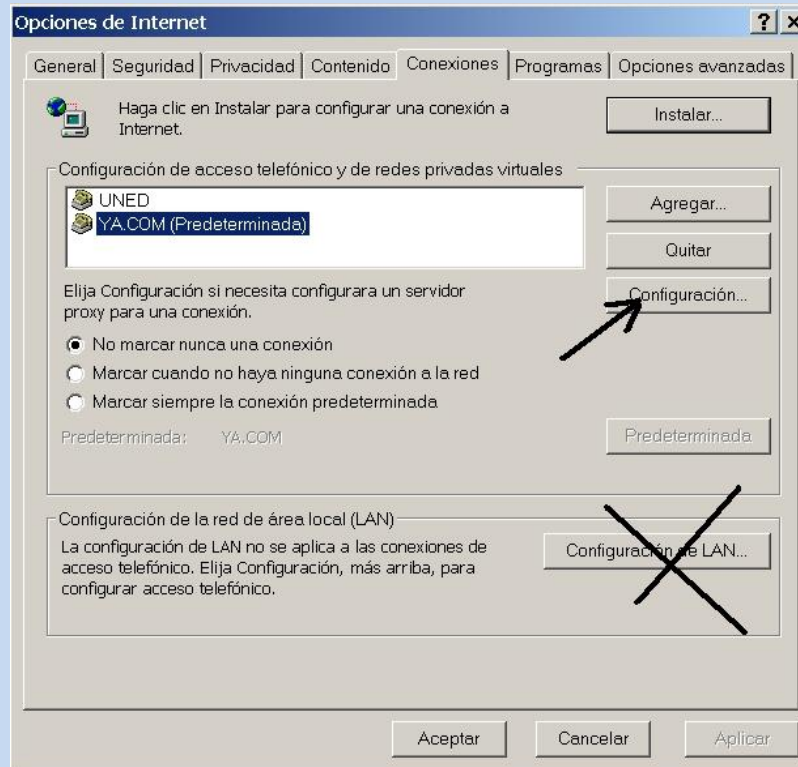 Opciones de Internet
General Seguridad Privacidad Contenido Conexiones Programas Opciones avanzadas
Haga clic en Instalar para configurar una conexión a
Internet.
Instalar...
Configuración de acceso telefónico y de redes privadas virtuales
UNED
YA.COM (Predeterminada)
Agregar...
Quitar
Configuración...
Elija Configuración si necesita configurara un servidor
proxy para una conexión.
No marcar nunca una conexión
Marcar cuando no haya ninguna conexión a la red
Marcar siempre la conexión predeterminada
Predeterminada: YA.COM
Predeterminada
Configuración de la red de área local (LAN)
La configuración de LAN no se aplica a las conexiones de
acceso telefónico. Elija Configuración, más arriba, para
configurar acceso telefónico.
Configuración de LAN...
Aceptar Cancelar Aplicar